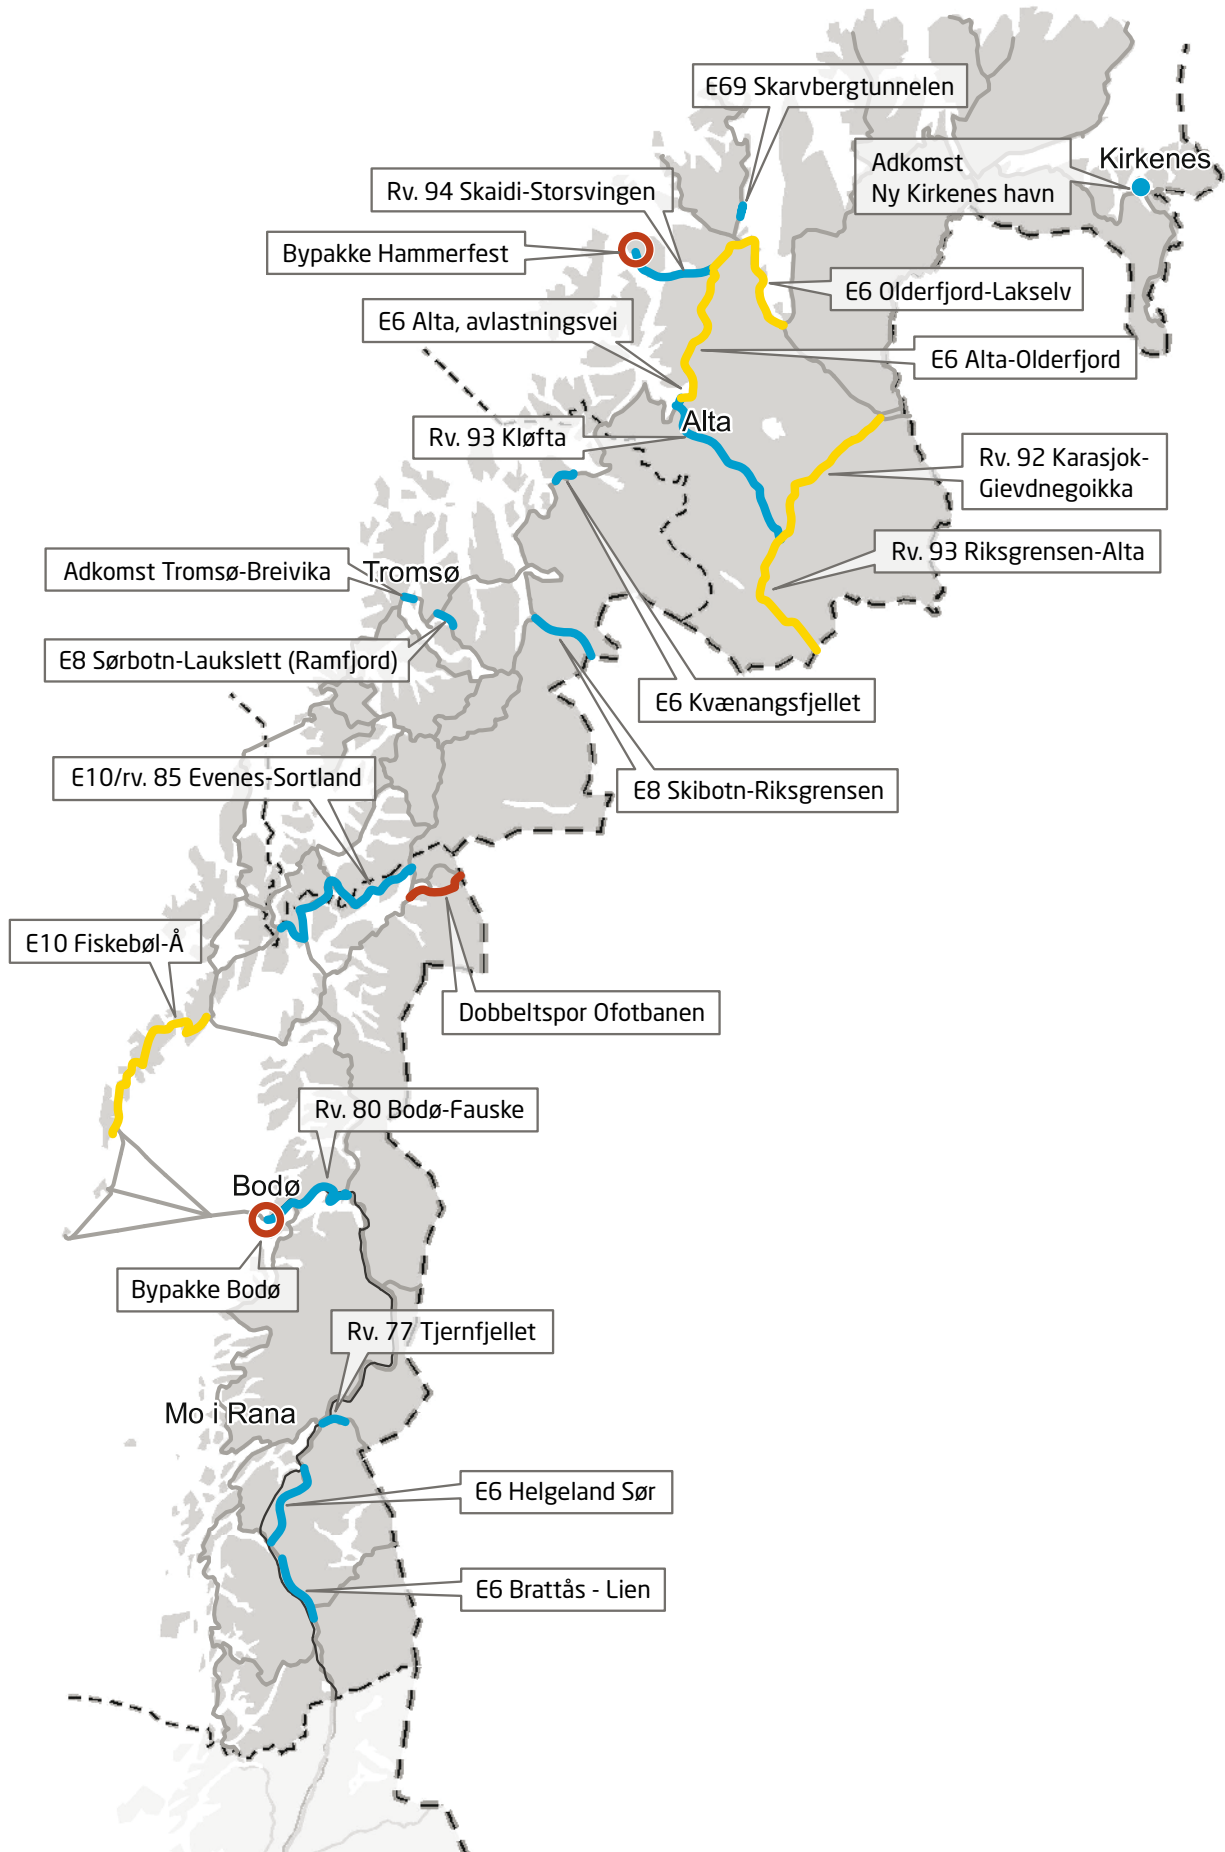 E69 Skarvbergtunnelen
Adkomst
Ny Kirkenes havn
Kirkenes
Rv. 94 Skaidi-Storsvingen
Bypakke Hammerfest
E6 Olderfjord-Lakselv
E6 Alta, avlastningsvei
E6 Alta-Olderfjord
Alta
Rv. 93 Kløfta
Rv. 92 Karasjok-
Gievdnegoikka
Rv. 93 Riksgrensen-Alta
Adkomst Tromsø-Breivika
Tromsø
E8 Sørbotn-Laukslett (Ramfjord)
E6 Kvænangsfjellet
E10/rv. 85 Evenes-Sortland
E8 Skibotn-Riksgrensen
E10 Fiskebøl-Å
Dobbeltspor Ofotbanen
Rv. 80 Bodø-Fauske
Bodø
Bypakke Bodø
Rv. 77 Tjernfjellet
Mo i Rana
E6 Helgeland Sør
E6 Brattås - Lien